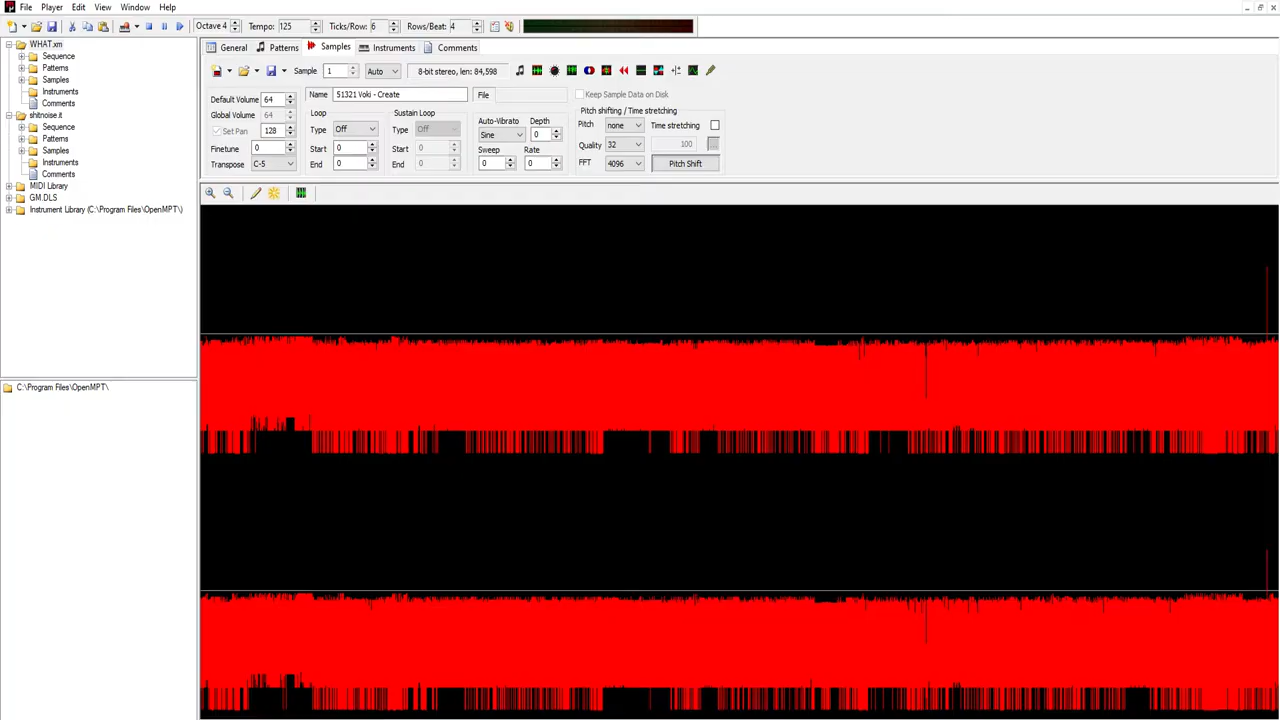 File Player Edit View Window Help
Octave 4 Tempo: 125 Ticks/Row: 6 Rows/Beat: 4
WHAT.xm
Sequence
Patterns
Samples
Instruments
Comments
shitnoise.it
Sequence
Patterns
Samples
Instruments
Comments
MIDI Library
GM.DLS
Instrument Library (C:\Program Files\OpenMPT\)
C:\Program Files\OpenMPT\
General Patterns Samples Instruments Comments
Sample 1 Auto 8-bit stereo, len: 84,598
Default Volume: 64 Name 51321 Voki - Create File Keep Sample Data on Disk
Global Volume: 64 Loop Sustain Loop Auto-Vibrato Depth Pitch shifting / Time stretching
Set Pan 128 Type Off Type Off Sine 0 Pitch none Time stretching
Finetune 0 Start 0 Start 0 Sweep Rate Quality 32 100
Transpose C-5 End 0 End 0 0 0 FFT 4096 Pitch Shift